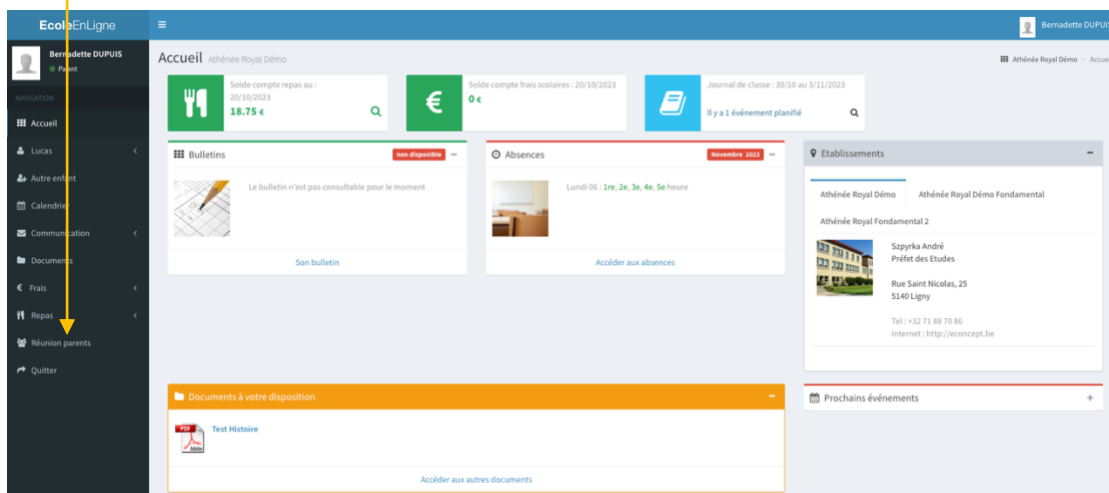 EcoleEnLigne
Bernadette DUPUIS
Bernadette DUPUIS
Parent
NAVIGATION
Accueil
Lucas
Autre enfant
Calendrier
Communication
Documents
€ Frais
Repas
Réunion parents
Quitter
Accueil Athénée Royal Démo
Athénée Royal Démo > Accue
Solde compte repas au :
20/10/2023
18.75 €
€
Solde compte frais scolaires : 20/10/2023
0 €
Journal de classe : 30/10 au 3/11/2023
Il y a 1 événement planifié
Bulletins
non disponible
Le bulletin n'est pas consultable pour le moment
Son bulletin
Absences
Novembre 2023
Lundi 06 : 1re, 2e, 3e, 4e, 5e heure
Accéder aux absences
Etablissements
Athénée Royal Démo
Athénée Royal Démo Fondamental
Athénée Royal Fondamental 2
Szpyrka André
Préfet des Etudes
Rue Saint Nicolas, 25
5140 Ligny
Tel : +32 71 88 70 86
Internet : http://econcept.be
Documents à votre disposition
PDF
Adobe
Test Histoire
Accéder aux autres documents
Prochains événements